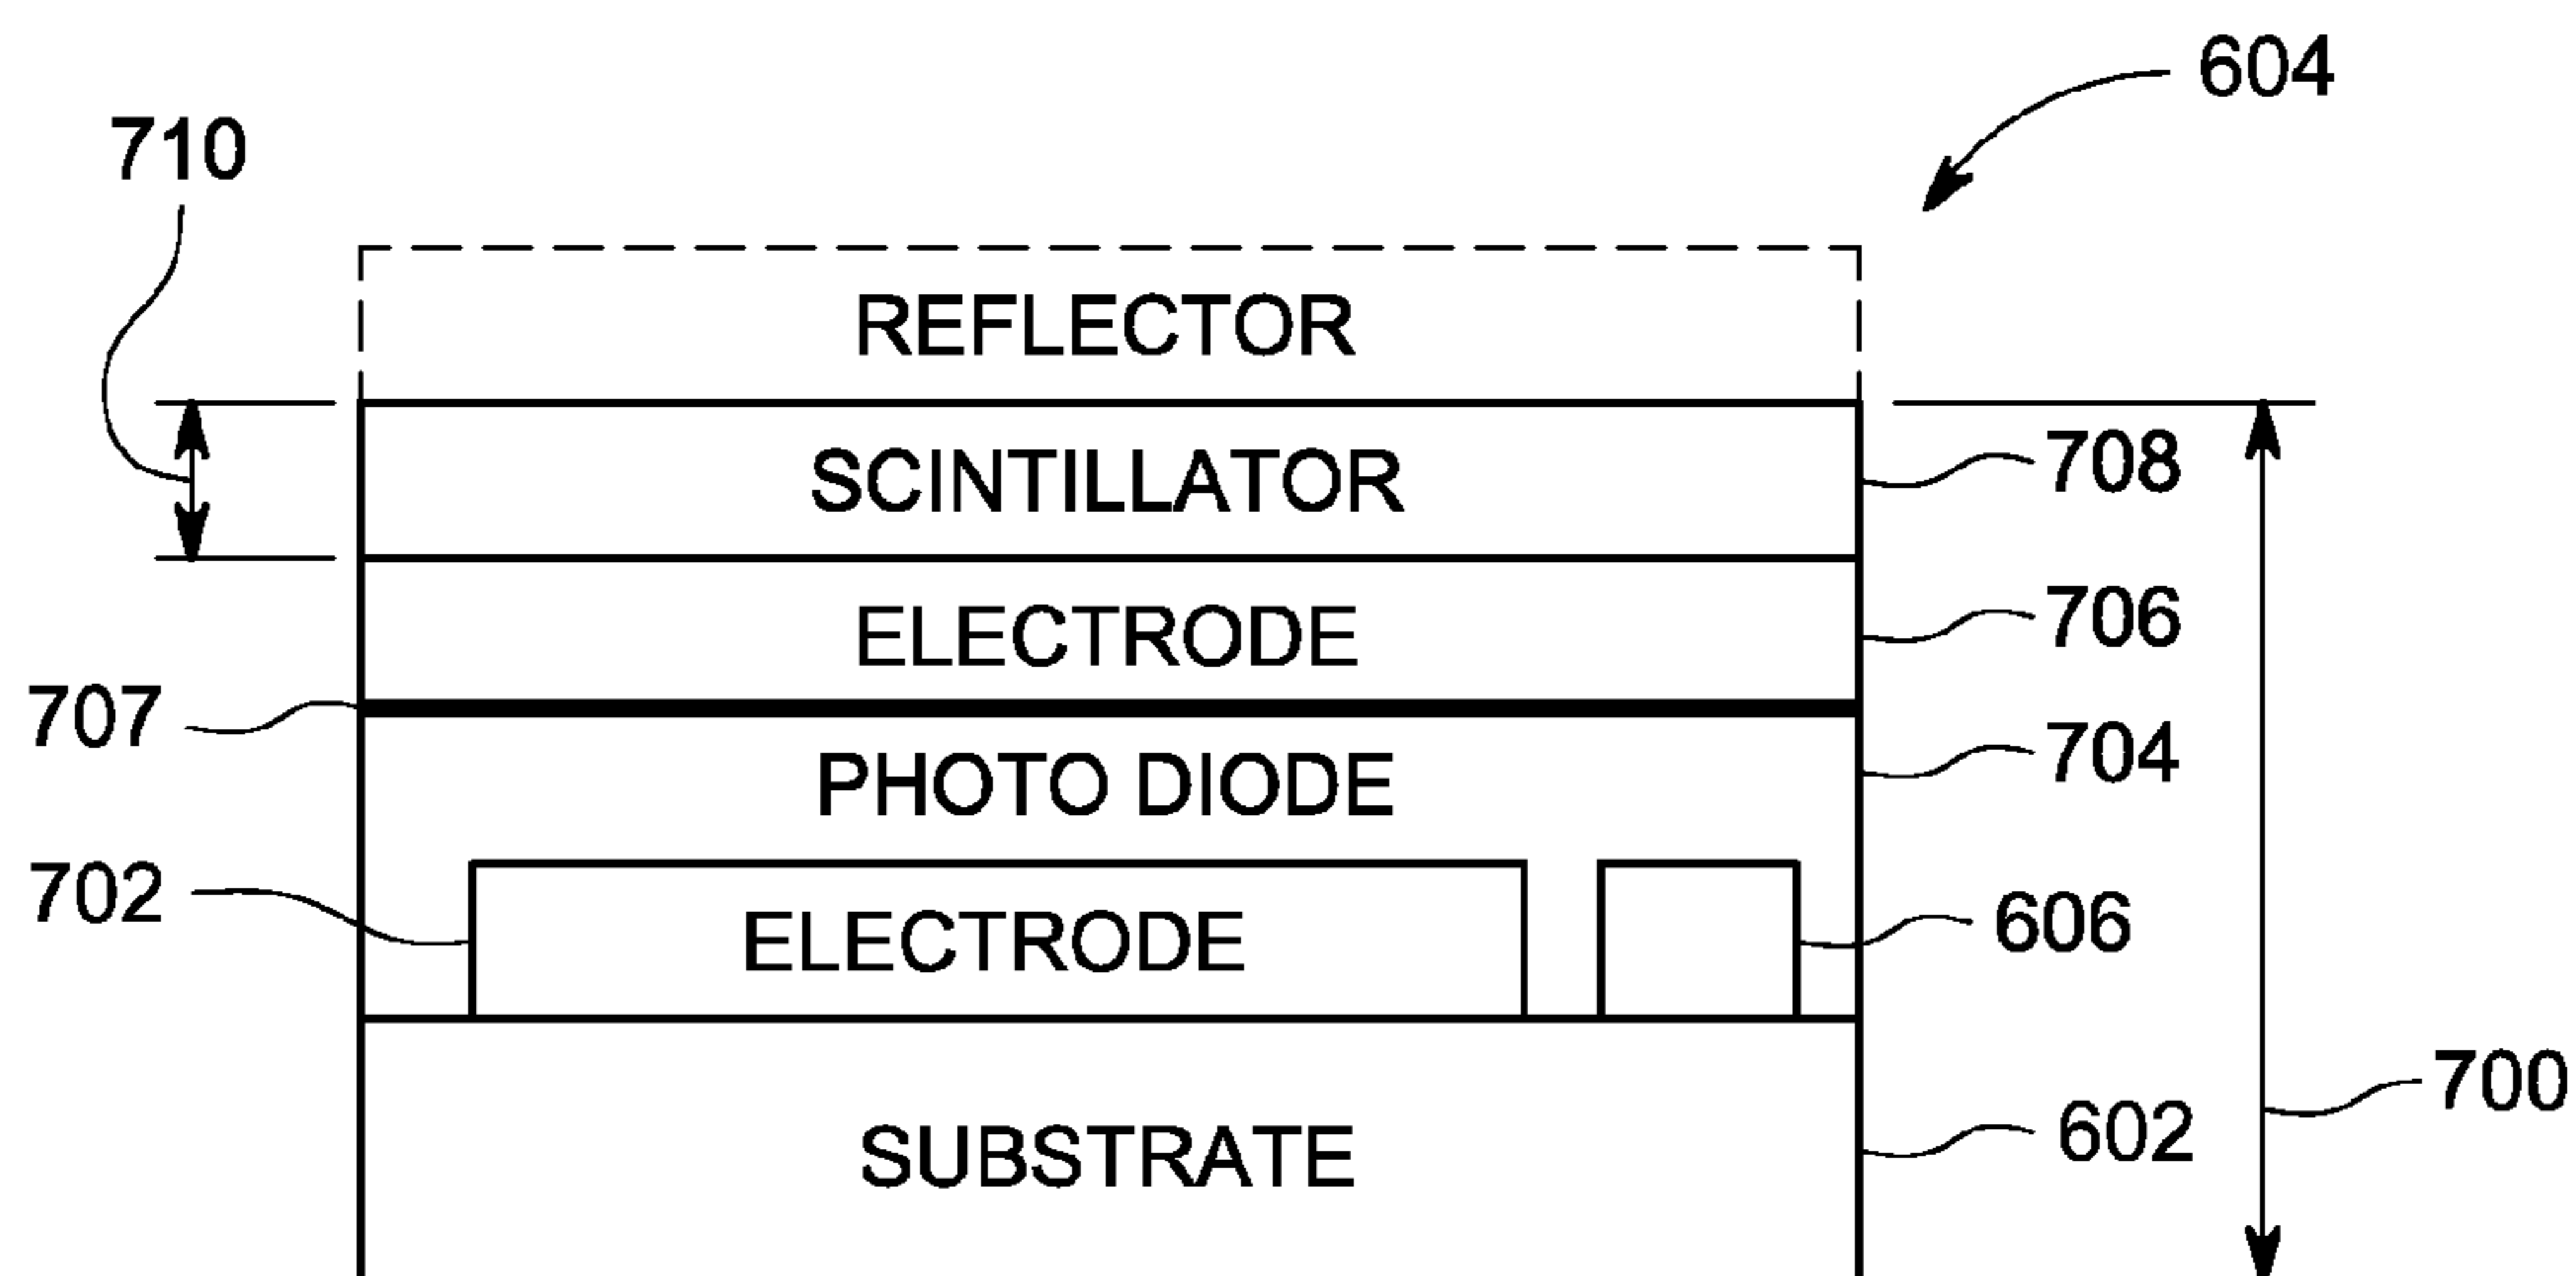 604
710
REFLECTOR
SCINTILLATOR
708
ELECTRODE
706
707
PHOTO DIODE
704
702
ELECTRODE
606
SUBSTRATE
602
700